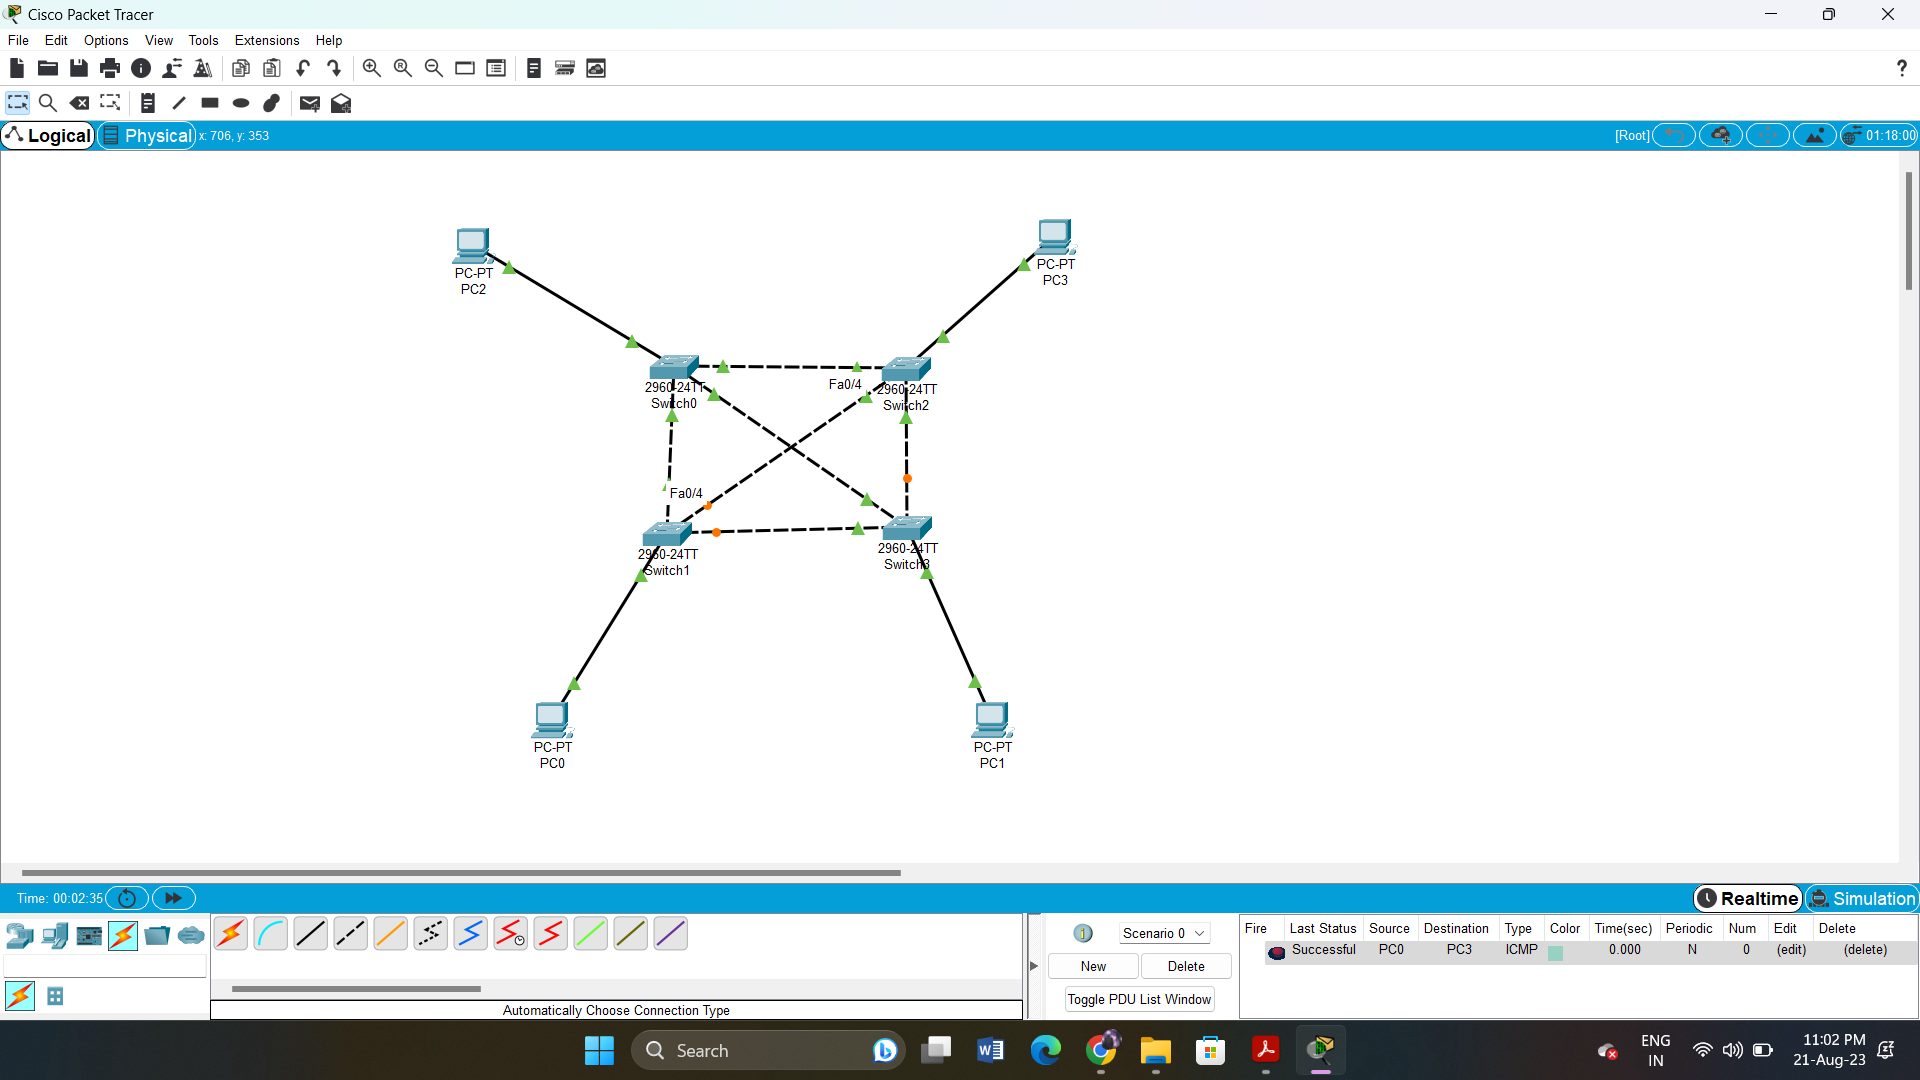 Cisco Packet Tracer
File Edit Options View Tools Extensions Help
?
Logical Physical x: 706, y: 353 [Root] 01:18:00
PC-PT
PC2
PC-PT
PC3
2960-24TT
Switch0
Fa0/4
2960-24TT
Switch2
Fa0/4
2960-24TT
Switch1
2960-24TT
Switch3
PC-PT
PC0
PC-PT
PC1
Time: 00:02:35 Realtime Simulation
Scenario 0
New Delete
Toggle PDU List Window
Fire Last Status Source Destination Type Color Time(sec) Periodic Num Edit Delete
Successful PC0 PC3 ICMP 0.000 N 0 (edit) (delete)
Automatically Choose Connection Type
Search
ENG
IN
11:02 PM
21-Aug-23